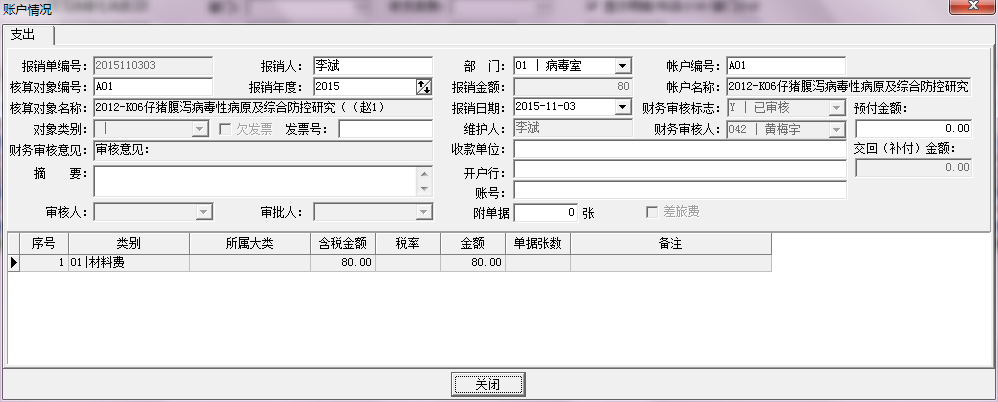 账户情况
支出
报销单编号： 2015110303 报销人： 李斌 部　门： 01 | 病毒室 帐户编号： A01
核算对象编号： A01 报销年度： 2015 报销金额： 80 帐户名称： 2012-K06仔猪腹泻病毒性病原及综合防控研究
核算对象名称： 2012-K06仔猪腹泻病毒性病原及综合防控研究（（赵1） 报销日期： 2015-11-03 财务审核标志： Y | 已审核 预付金额：
对象类别： | 欠发票 发票号： 维护人： 李斌 财务审核人： 042 | 黄梅宇 0.00
财务审核意见： 审核意见： 收款单位： 交回（补付）金额：
摘　要： 开户行： 0.00
账号：
审核人： 审批人： 附单据 0 张 差旅费
序号 类别 所属大类 含税金额 税率 金额 单据张数 备注
1 01|材料费 80.00 80.00
关闭